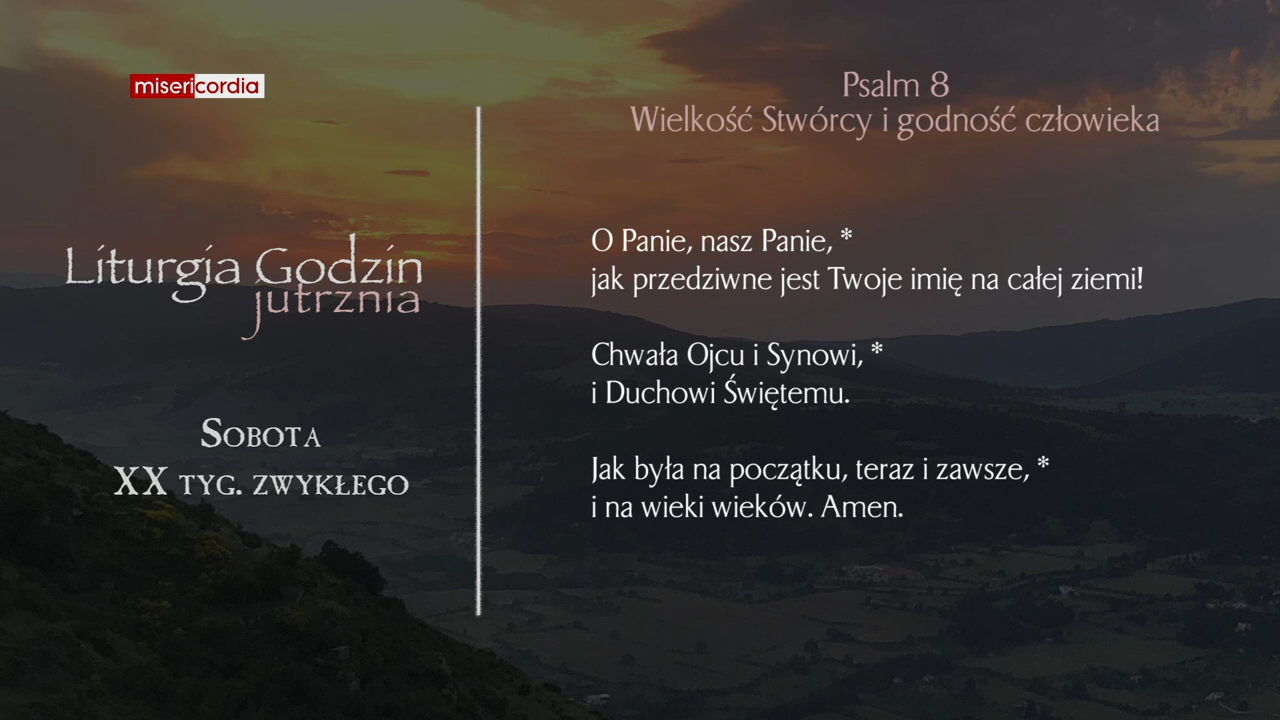 misericordia
Liturgia Godzin
jutrznia
Sobota
XX tyg. zwykłego
Psalm 8
Wielkość Stwórcy i godność człowieka
O Panie, nasz Panie, *
jak przedziwne jest Twoje imię na całej ziemi!
Chwała Ojcu i Synowi, *
i Duchowi Świętemu.
Jak była na początku, teraz i zawsze, *
i na wieki wieków. Amen.